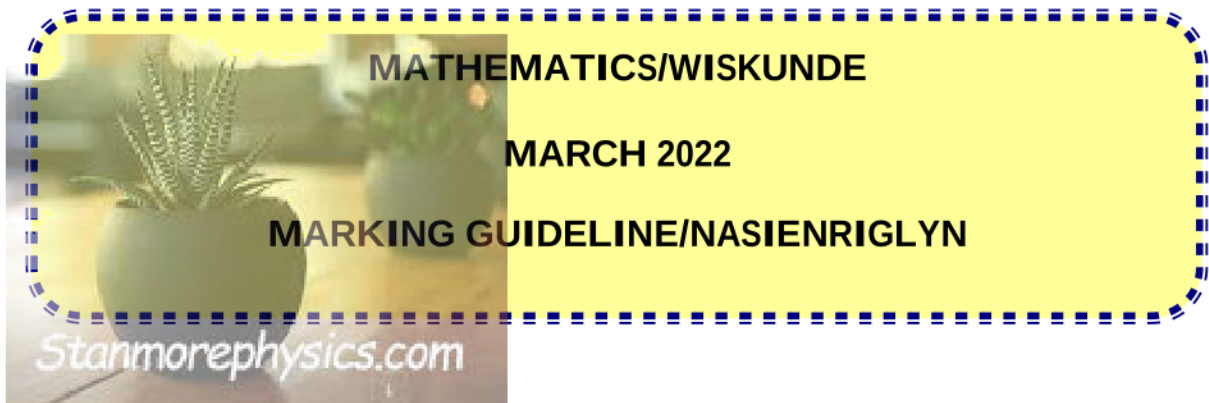 MATHEMATICS/WISKUNDE
MARCH 2022
MARKING GUIDELINE/NASIENRIGLYN
Stanmorephysics.com